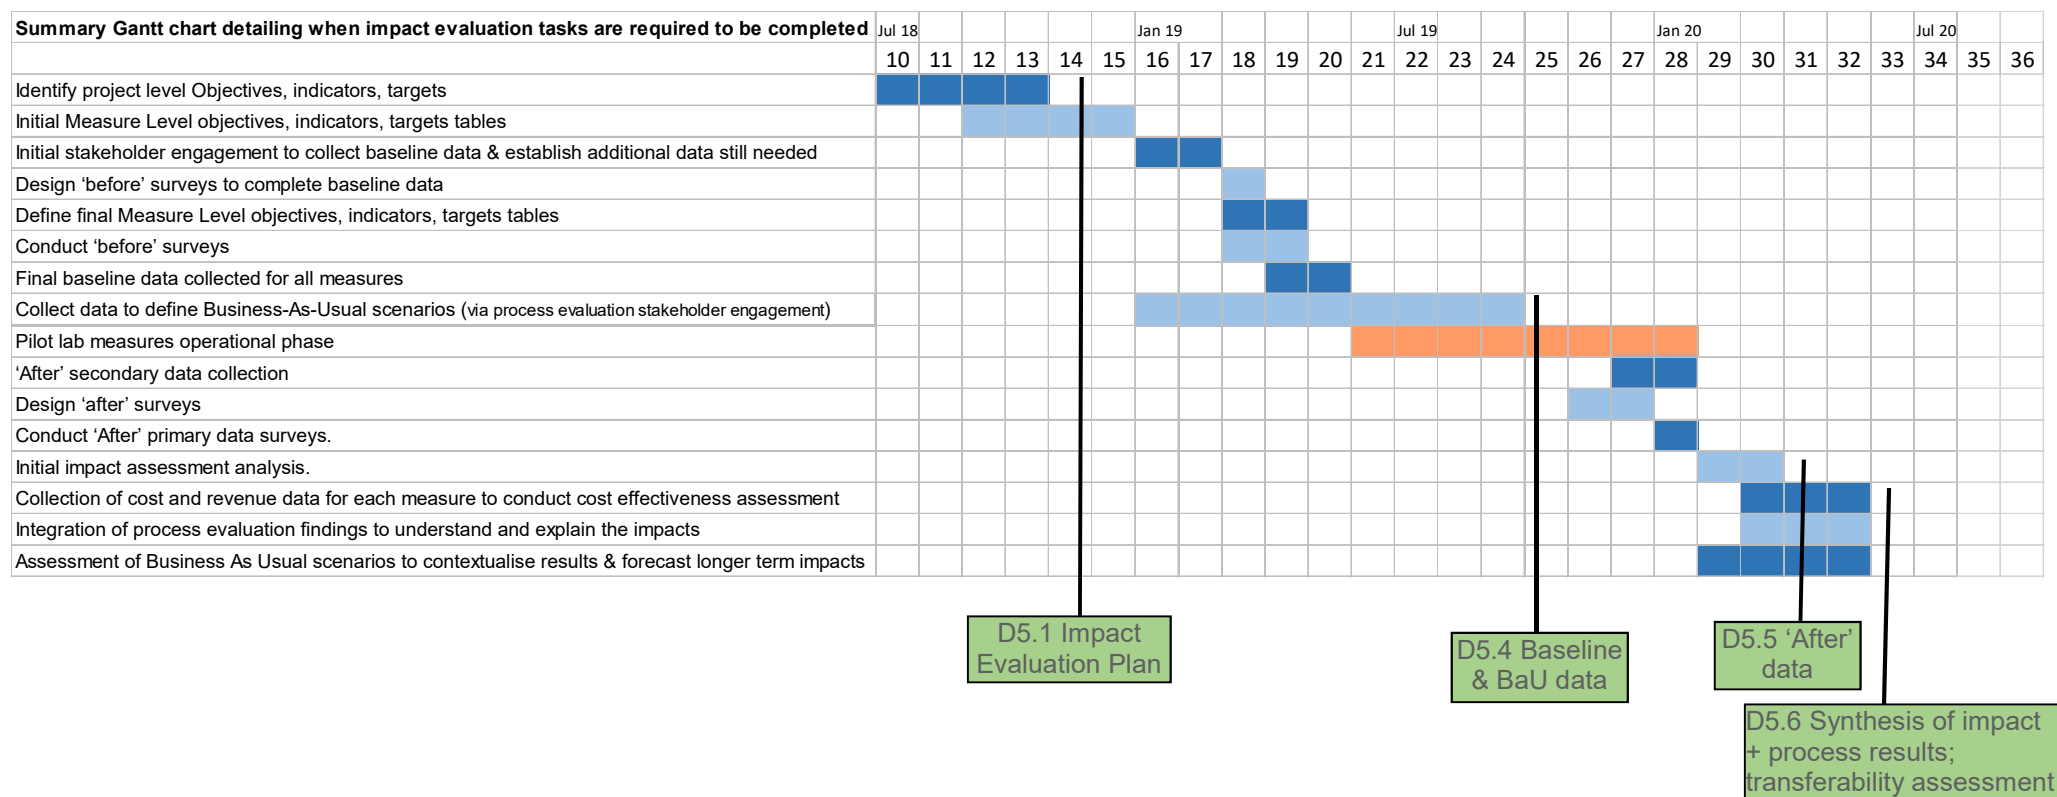 Summary Gantt chart detailing when impact evaluation tasks are required to be completed Jul 18 Jan 19 Jul 19 Jan 20 Jul 20
10 11 12 13 14 15 16 17 18 19 20 21 22 23 24 25 26 27 28 29 30 31 32 33 34 35 36
Identify project level Objectives, indicators, targets
Initial Measure Level objectives, indicators, targets tables
Initial stakeholder engagement to collect baseline data & establish additional data still needed
Design ‘before’ surveys to complete baseline data
Define final Measure Level objectives, indicators, targets tables
Conduct ‘before’ surveys
Final baseline data collected for all measures
Collect data to define Business-As-Usual scenarios (via process evaluation stakeholder engagement)
Pilot lab measures operational phase
‘After’ secondary data collection
Design ‘after’ surveys
Conduct ‘After’ primary data surveys.
Initial impact assessment analysis.
Collection of cost and revenue data for each measure to conduct cost effectiveness assessment
Integration of process evaluation findings to understand and explain the impacts
Assessment of Business As Usual scenarios to contextualise results & forecast longer term impacts
D5.1 Impact
Evaluation Plan
D5.4 Baseline
& BaU data
D5.5 ‘After’
data
D5.6 Synthesis of impact
+ process results;
transferability assessment